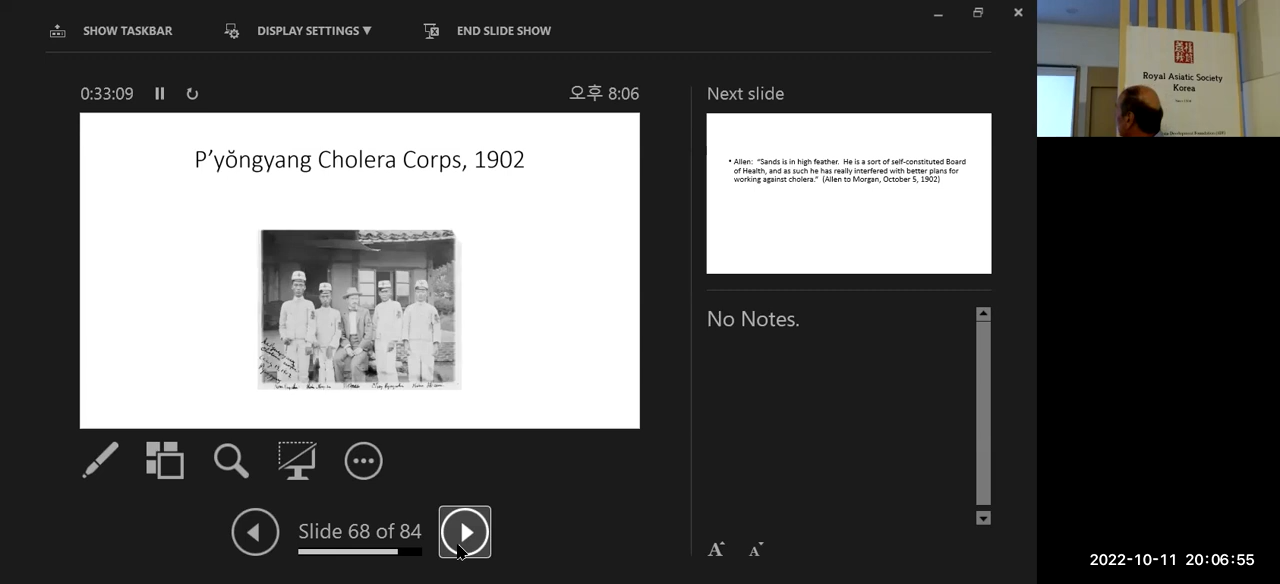 SHOW TASKBAR
DISPLAY SETTINGS ▼
END SLIDE SHOW
0:33:09
오후 8:06
P'yŏngyang Cholera Corps, 1902
Next slide
• Allen: “Sands is in high feather. He is a sort of self-constituted Board
of Health, and as such he has really interfered with better plans for
working against cholera.” (Allen to Morgan, October 5, 1902)
No Notes.
Slide 68 of 84
A A
Royal Asiatic Society
Korea
2022-10-11 20:06:55